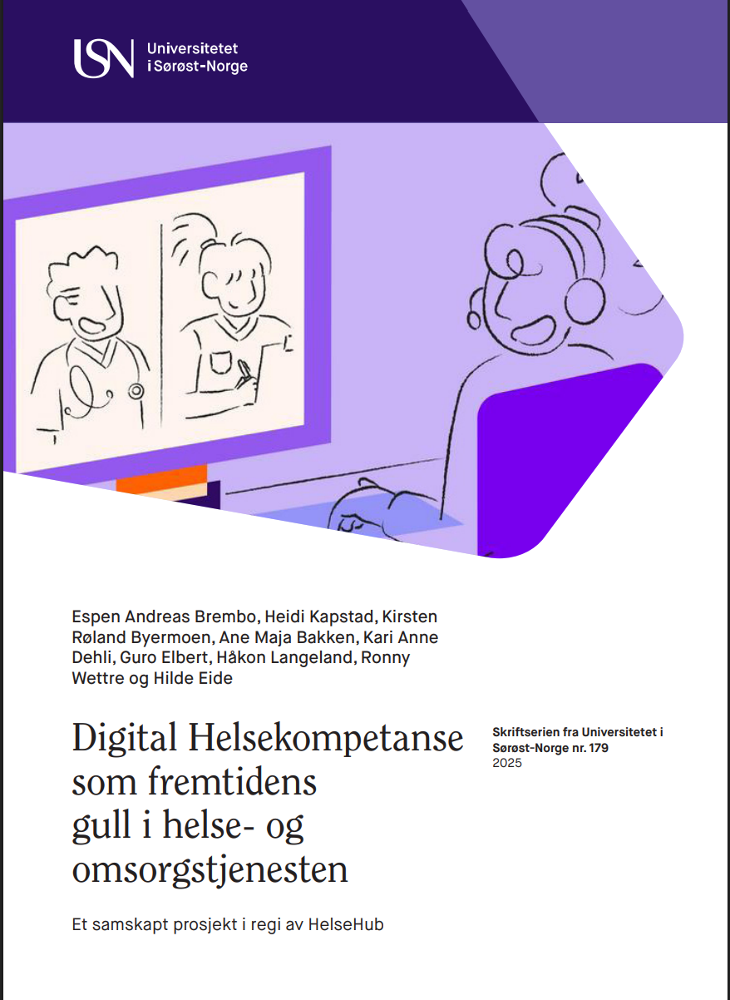 USN
Universitetet
i Sørøst-Norge
Espen Andreas Brembo, Heidi Kapstad, Kirsten
Røland Byermoen, Ane Maja Bakken, Kari Anne
Dehli, Guro Elbert, Håkon Langeland, Ronny
Wettre og Hilde Eide
Digital Helsekompetanse
som fremtidens
gull i helse- og
omsorgstjenesten
Skriftserien fra Universitetet i
Sørøst-Norge nr. 179
2025
Et samskapt prosjekt i regi av HelseHub